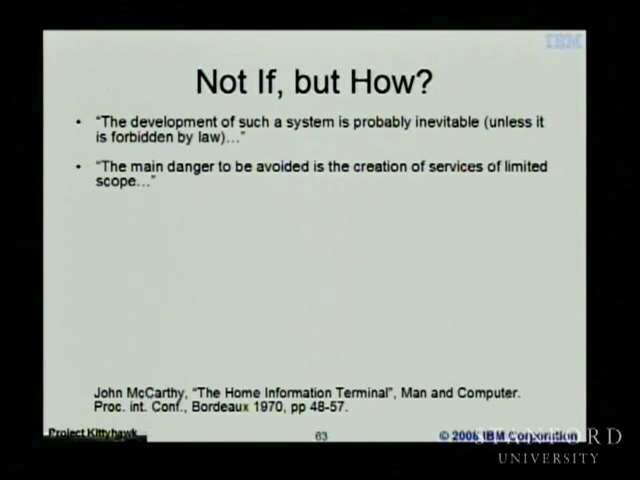 IBM
Not If, but How?
• "The development of such a system is probably inevitable (unless it
is forbidden by law)…"
• "The main danger to be avoided is the creation of services of limited
scope…"
John McCarthy, "The Home Information Terminal", Man and Computer.
Proc. int. Conf., Bordeaux 1970, pp 48-57.
Project Kittyhawk
63
© 2008 IBM Corporation
STANFORD
UNIVERSITY